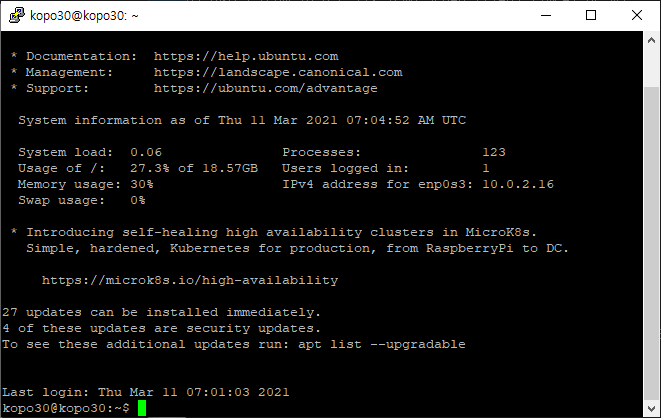 kopo30@kopo30: ~
* Documentation:  https://help.ubuntu.com
* Management:     https://landscape.canonical.com
* Support:        https://ubuntu.com/advantage
System information as of Thu 11 Mar 2021 07:04:52 AM UTC
System load:  0.06               Processes:               123
Usage of /:   27.3% of 18.57GB   Users logged in:         1
Memory usage: 30%                IPv4 address for enp0s3: 10.0.2.16
Swap usage:   0%
* Introducing self-healing high availability clusters in MicroK8s.
Simple, hardened, Kubernetes for production, from RaspberryPi to DC.
https://microk8s.io/high-availability
27 updates can be installed immediately.
4 of these updates are security updates.
To see these additional updates run: apt list --upgradable
Last login: Thu Mar 11 07:01:03 2021
kopo30@kopo30:~$